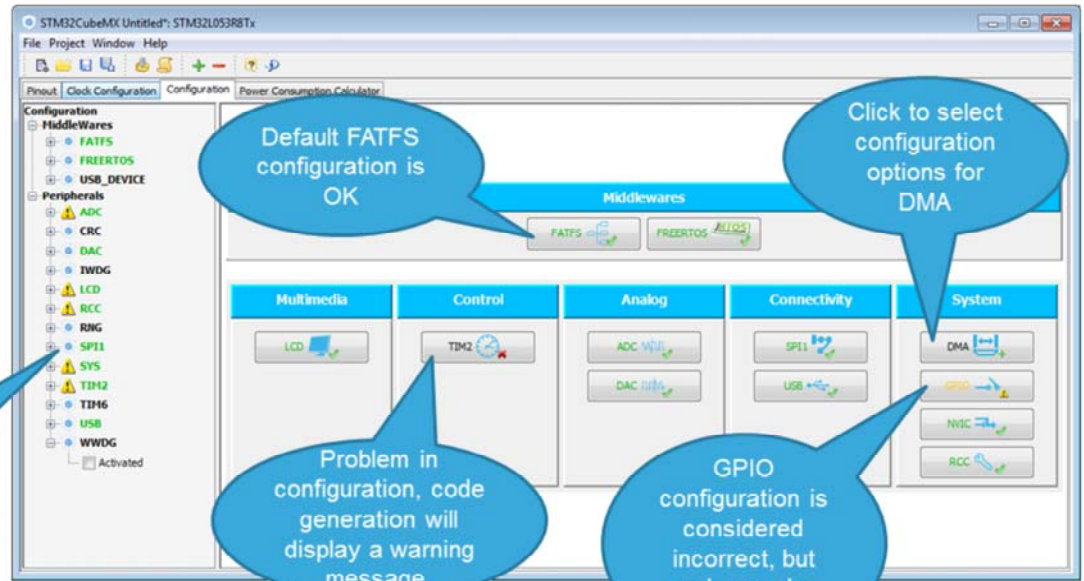 STM32CubeMX Untitled*: STM32L053R8Tx
File Project Window Help
Pinout Clock Configuration Configuration Power Consumption Calculator
Configuration
MiddleWares
FATFS
FREERTOS
USB_DEVICE
Peripherals
ADC
CRC
DAC
IWDG
LCD
RCC
RNG
SPI1
SYS
TIM2
TIM6
USB
WWDG
Activated
Default FATFS
configuration is
OK
Click to select
configuration
options for
DMA
Middlewares
FATFS
FREERTOS
Multimedia
LCD
Control
TIM2
Analog
ADC
DAC
Connectivity
SPI1
USB
System
DMA
GPIO
NVIC
RCC
Problem in
configuration, code
generation will
display a warning
message
GPIO
configuration is
considered
incorrect, but